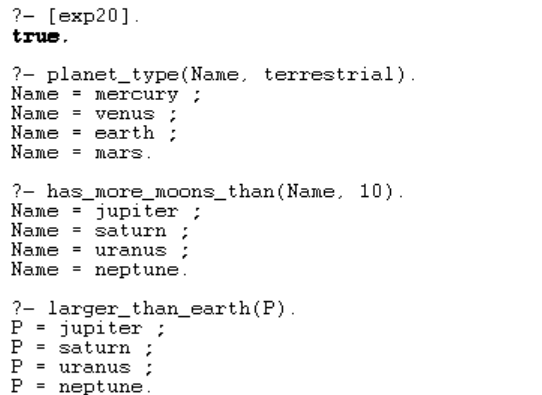 ?- [exp20].
true.
?- planet_type(Name, terrestrial).
Name = mercury ;
Name = venus ;
Name = earth ;
Name = mars.
?- has_more_moons_than(Name, 10).
Name = jupiter ;
Name = saturn ;
Name = uranus ;
Name = neptune.
?- larger_than_earth(P).
P = jupiter ;
P = saturn ;
P = uranus ;
P = neptune.